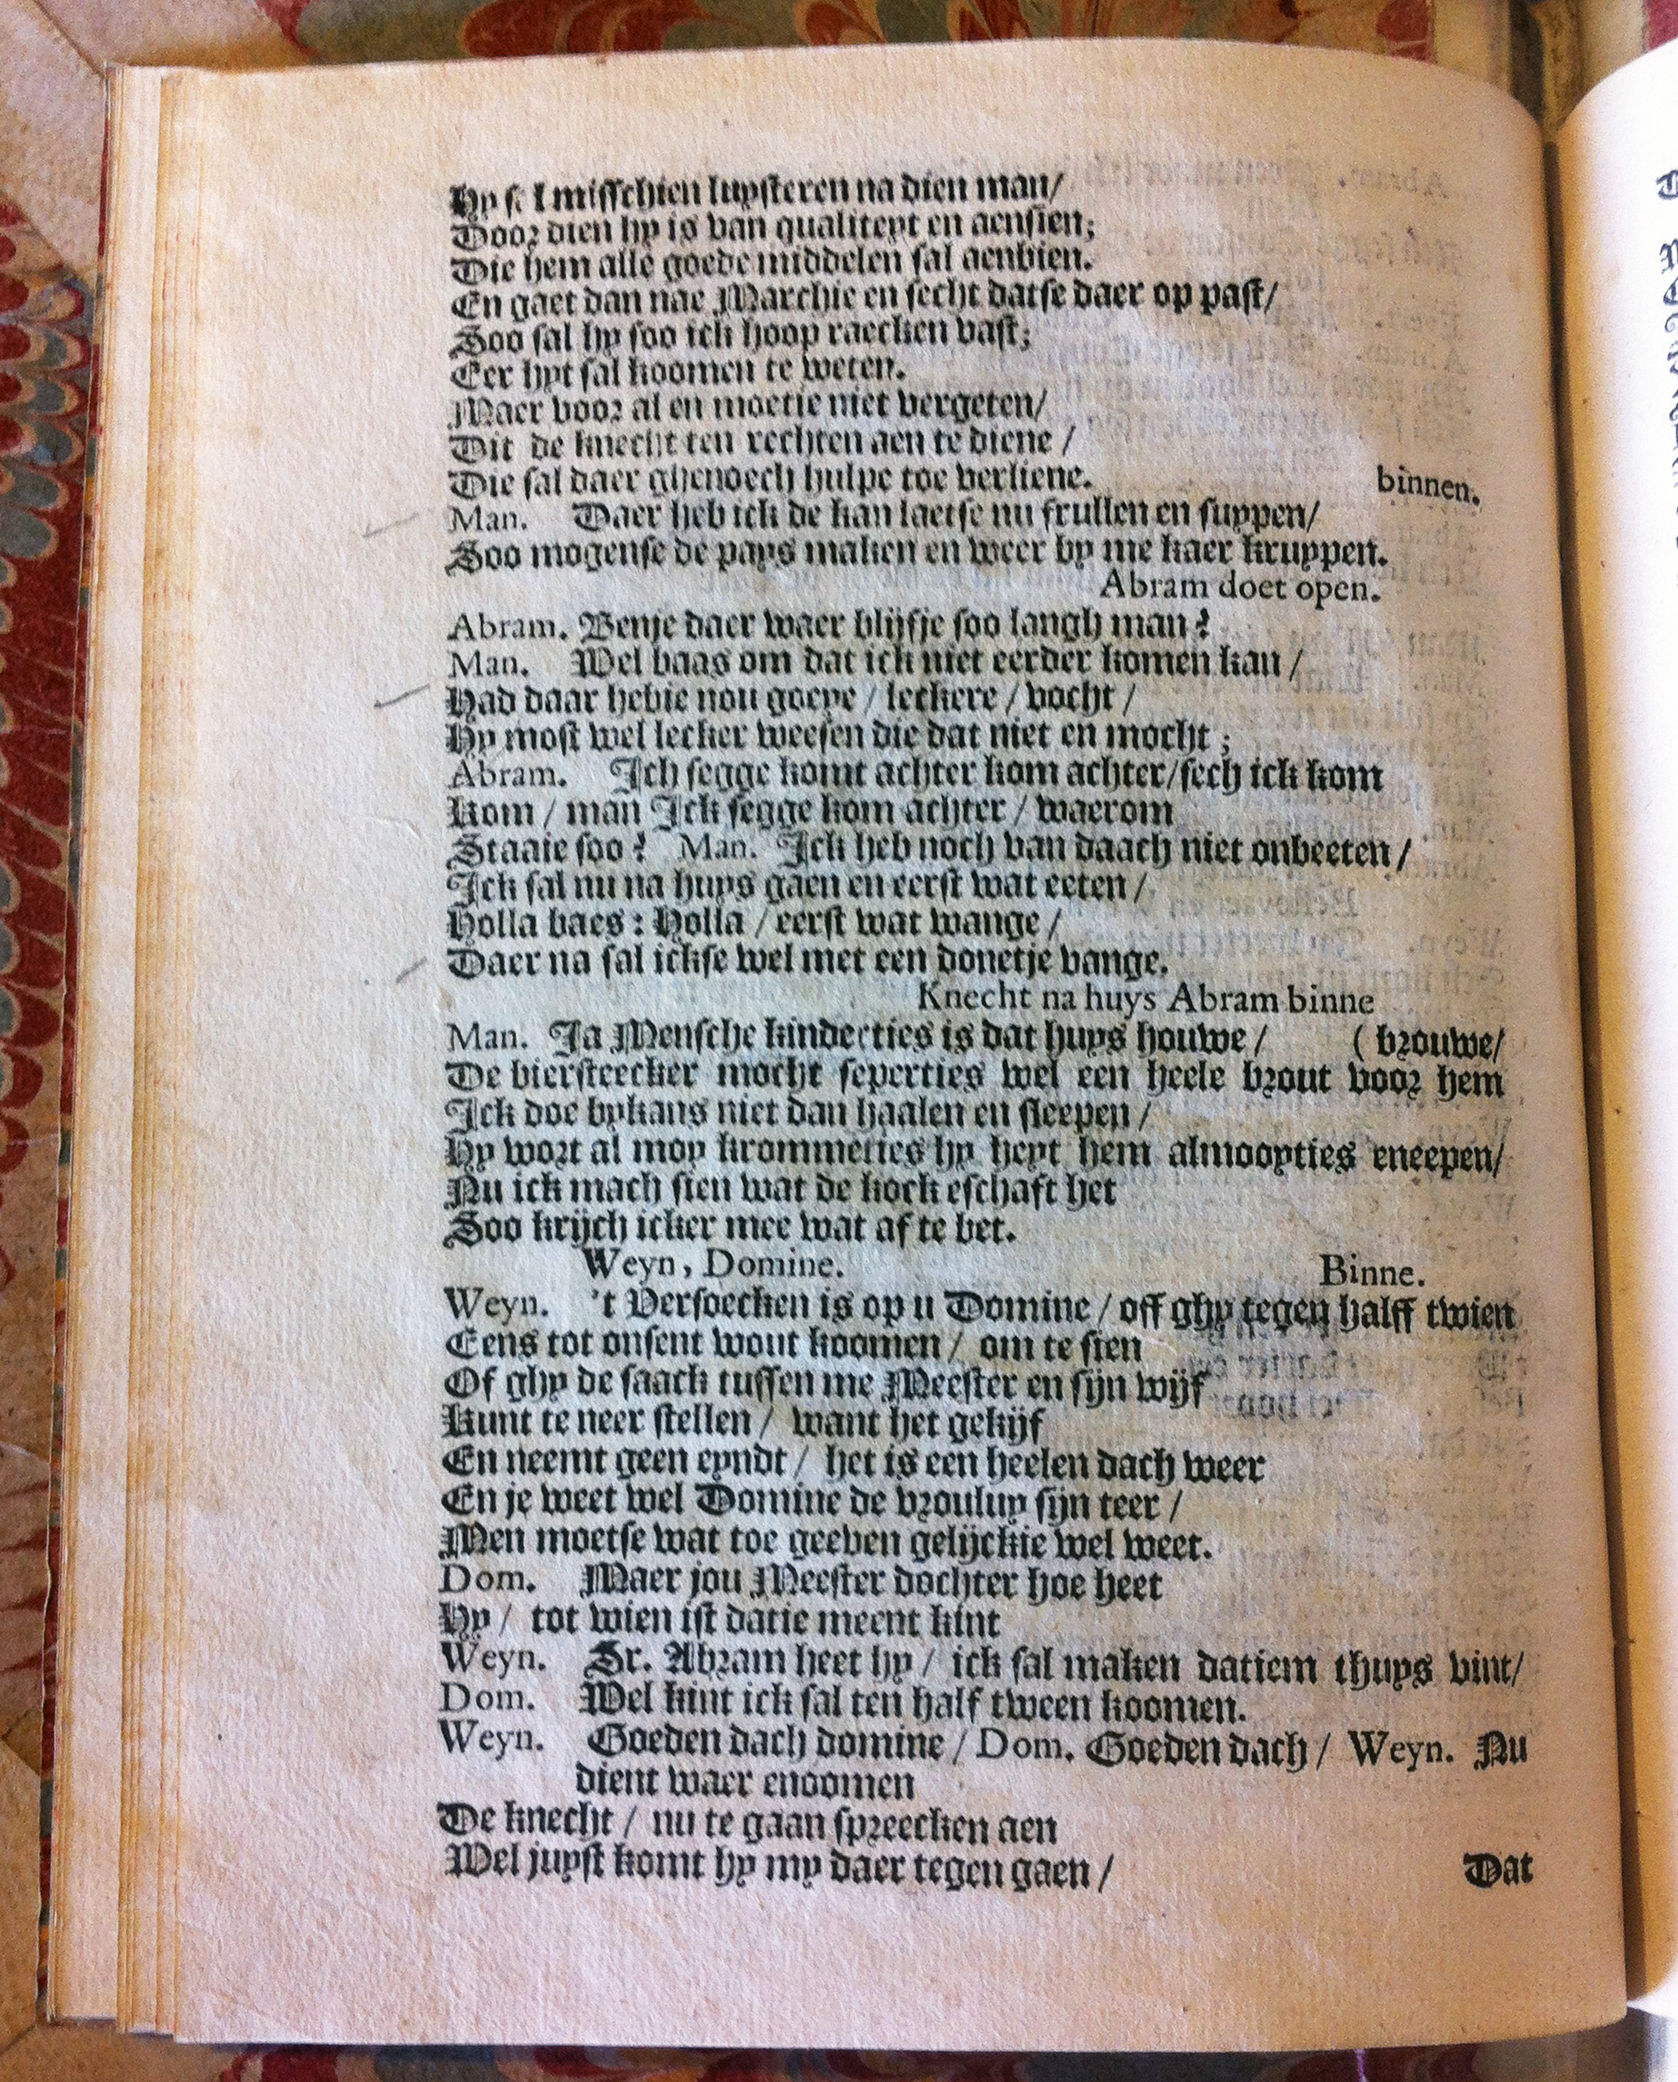 Hy sal misschien luysteren na dien man/
Door dien hy is van qualiteyt en aensien;
Die hem alle goede middelen sal aenbien.
En gaet dan nae Marchie en secht datse daer op past/
Soo sal hy soo ick hoop raecken vast;
Eer hyt sal koomen te weten.
Maer voor al en moetie niet vergeten/
Dit de knecht ten rechten aen te diene /
Die sal daer ghenoech hulpe toe verliene. binnen.
Man. Daer heb ick de kan laetse nu frullen en suypen/
Soo mogense de pays maken en weer by me kaer kruypen.
Abram doet open.
Abram. Benje daer waer blijfje soo langh man?
Man. Wel baas om dat ick niet eerder komen kan /
Had daar hebie nou goeye / leckere / vocht /
Hy most wel lecker weesen die dat niet en mocht ;
Abram. Ich segge komt achter kom achter/sech ick kom
kom / man Ick segge kom achter / waerom
Staaie soo? Man. Ick heb noch van daach niet onbeeten /
Ick sal nu na huys gaen en eerst wat eeten /
Holla baes: Holla / eerst wat wange /
Daer na sal ickse wel met een donetje vange.
Knecht na huys Abram binne
Man. Ja Mensche kinderties is dat huys houwe / ( brouwe/
De biersteecker mocht seperties wel een heele brout voor hem
Ick doe bykans niet dan haalen en sleepen /
Hy wort al moy krommeties hy heyt hem almooyties eneepen/
Nu ick mach sien wat de kock eschaft het
Soo krijch icker mee wat af te bet.
Weyn, Domine. Binne.
Weyn. 't Versoecken is op u Domine / off ghy tegen halff twien
Eens tot onsent wout koomen / om te sien
Of ghy de saack tussen me Meester en sijn wijf
Kunt te neer stellen / want het gekijf
En neemt geen eyndt / het is een heelen dach weer
En je weet wel Domine de vrouluy sijn teer /
Men moetse wat toe geeven gelijckie wel weet.
Dom. Maer jou Meester dochter hoe heet
Hy / tot wien ist datie meent kint
Weyn. Sr. Abram heet hy / ick sal maken datiem thuys vint/
Dom. Wel kint ick sal ten half tween koomen.
Weyn. Goeden dach domine / Dom. Goeden dach / Weyn. Nu
dient waer enoomen
De knecht / nu te gaan spreecken aen
Wel juyst komt hy my daer tegen gaen /
Dat